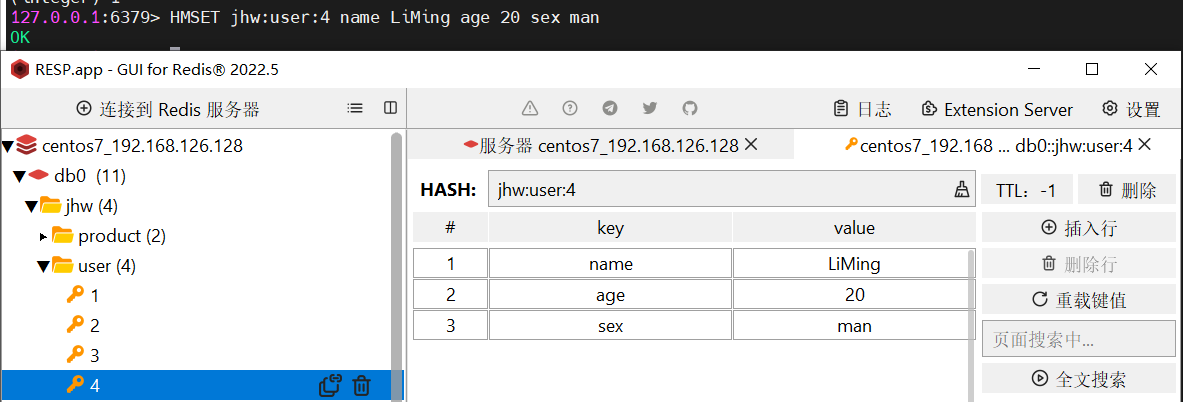 (integer) 1
127.0.0.1:6379> HMSET jhw:user:4 name LiMing age 20 sex man
OK
RESP.app - GUI for Redis® 2022.5
连接到 Redis 服务器
日志
Extension Server
设置
centos7_192.168.126.128
db0 (11)
jhw (4)
product (2)
user (4)
1
2
3
4
服务器 centos7_192.168.126.128
centos7_192.168 ... db0::jhw:user:4
HASH: jhw:user:4
TTL: -1
删除
# key value
1 name LiMing
2 age 20
3 sex man
插入行
删除行
重载键值
页面搜索中...
全文搜索